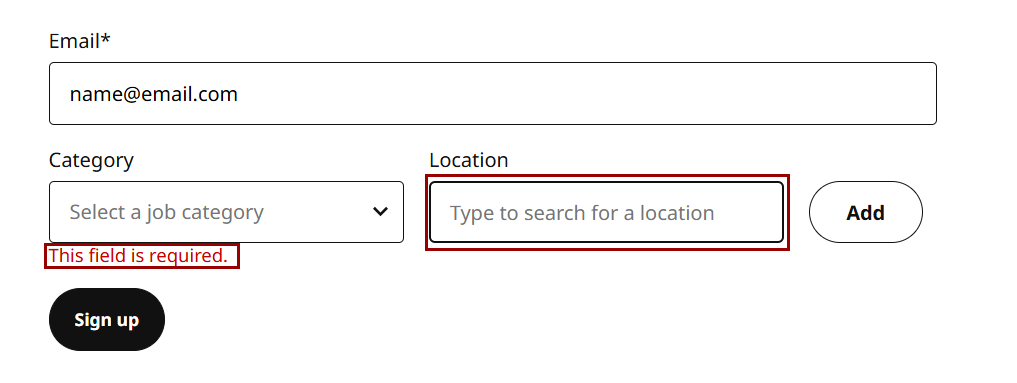 Email*
name@email.com
Category
Location
Select a job category
Type to search for a location
Add
This field is required.
Sign up